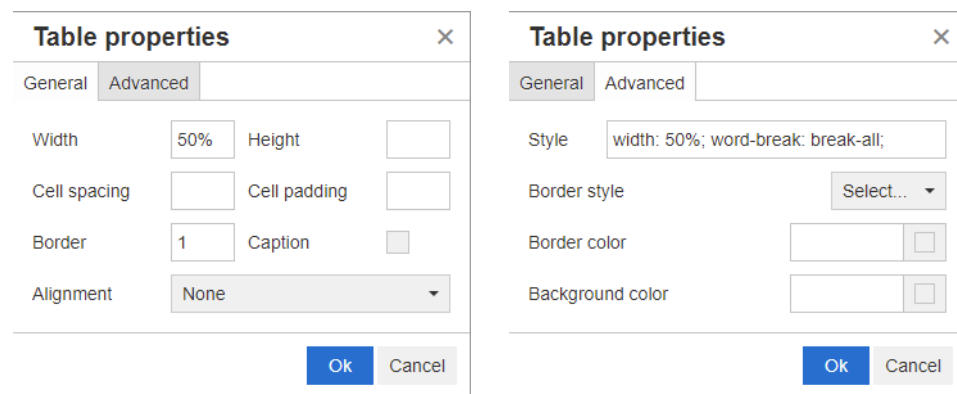 Table properties ×
General Advanced
Width 50% Height
Cell spacing Cell padding
Border 1 Caption
Alignment None
Ok Cancel
Table properties ×
General Advanced
Style width: 50%; word-break: break-all;
Border style Select...
Border color
Background color
Ok Cancel